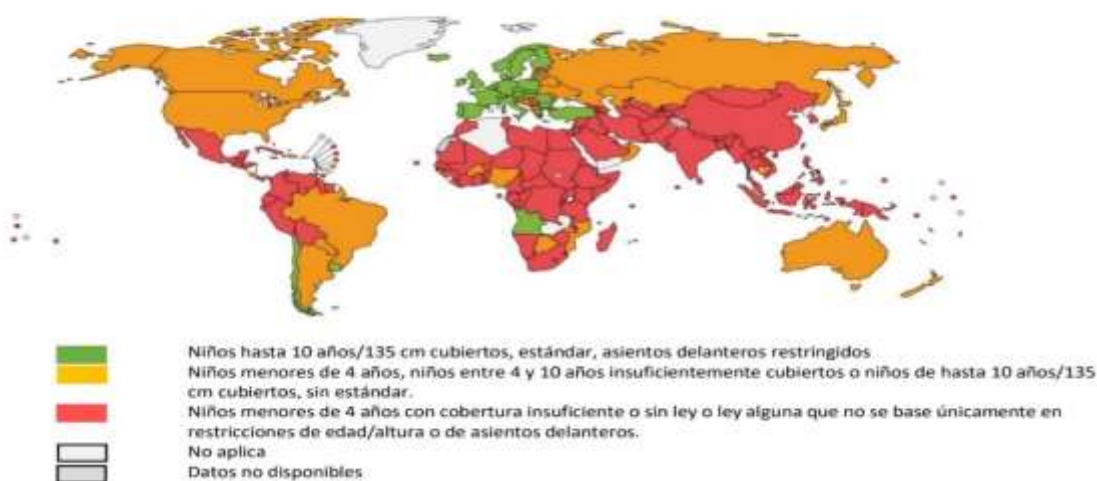 Niños hasta 10 años/135 cm cubiertos, estándar, asientos delanteros restringidos
Niños menores de 4 años, niños entre 4 y 10 años insuficientemente cubiertos o niños de hasta 10 años/135
cm cubiertos, sin estándar.
Niños menores de 4 años con cobertura insuficiente o sin ley o ley alguna que no se base únicamente en
restricciones de edad/altura o de asientos delanteros.
No aplica
Datos no disponibles